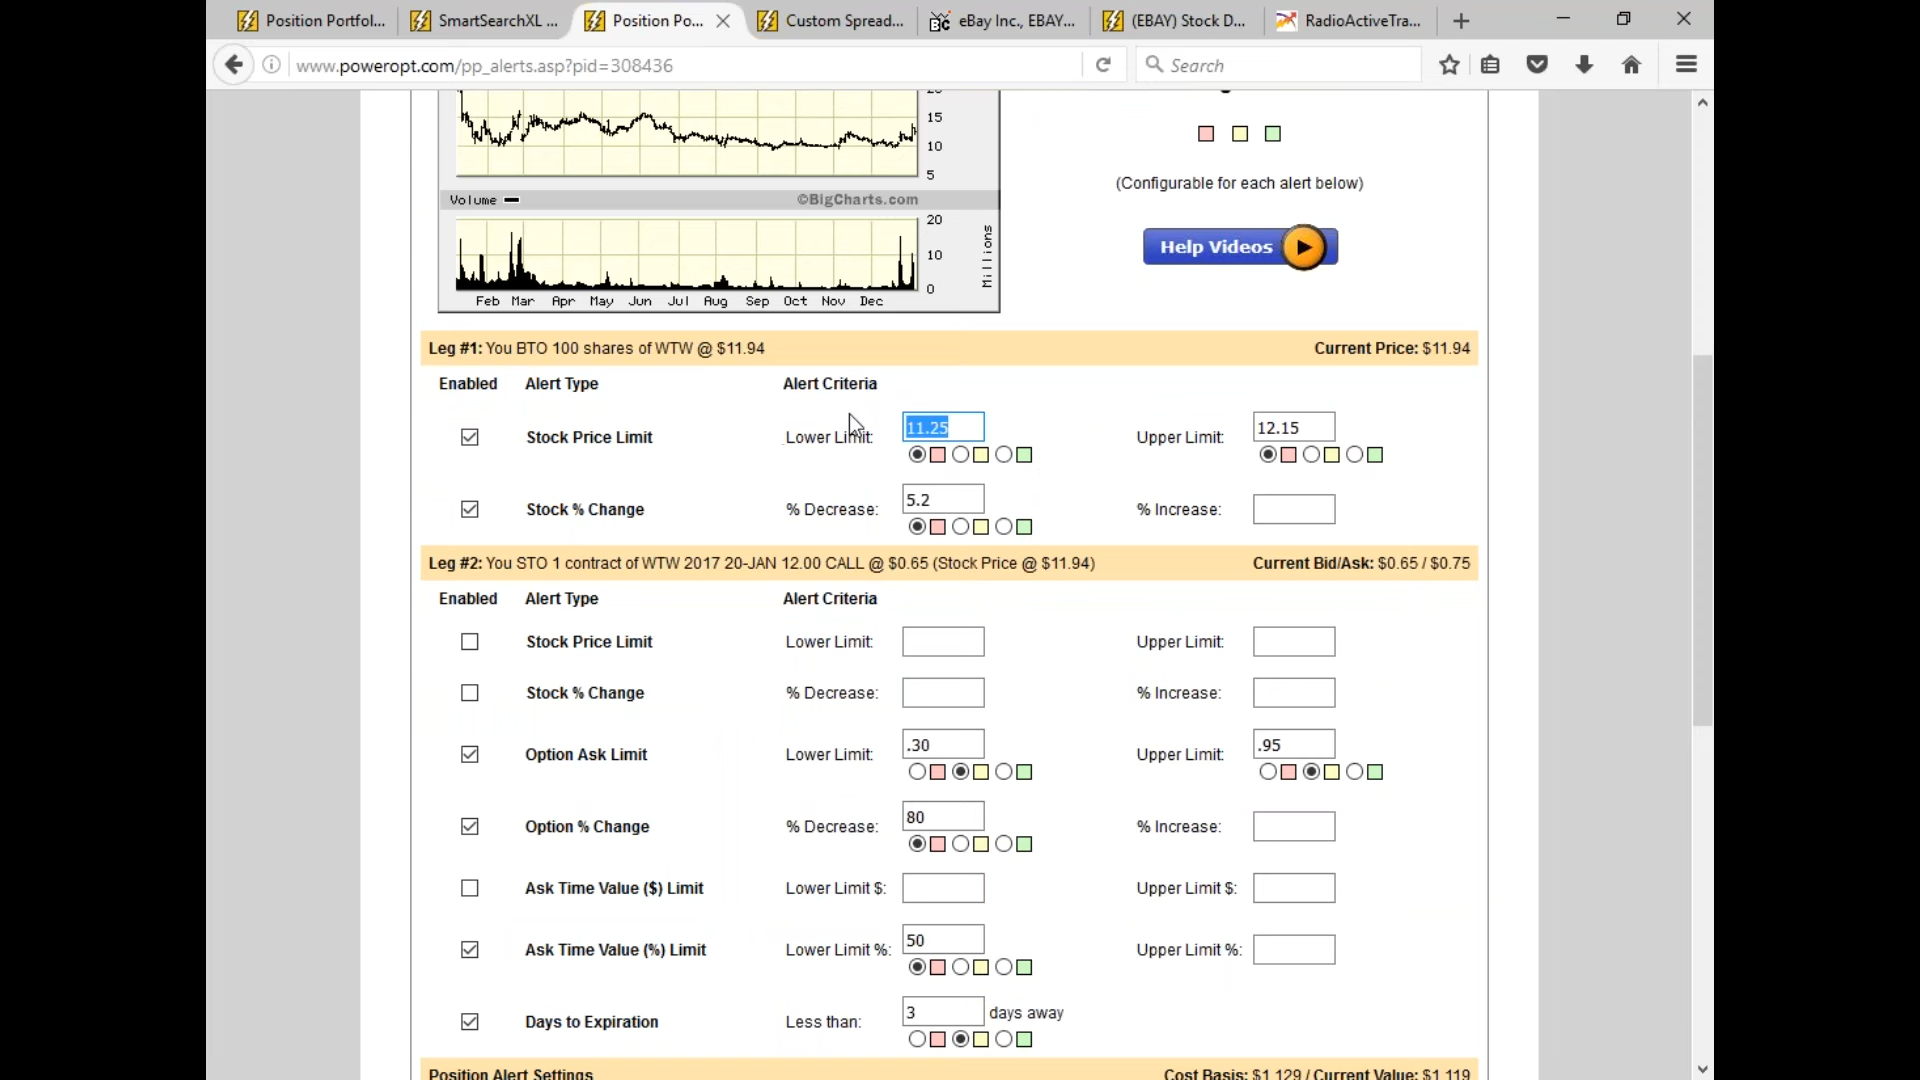 Position Portfol...
SmartSearchXL ...
Position Po...
Custom Spread...
eBay Inc., EBAY...
(EBAY) Stock D...
RadioActiveTra...
www.poweropt.com/pp_alerts.asp?pid=308436
Search
15
10
5
(Configurable for each alert below)
Volume
©BigCharts.com
20
10
0
Millions
Help Videos
Feb Mar Apr May Jun Jul Aug Sep Oct Nov Dec
Leg #1: You BTO 100 shares of WTW @ $11.94 Current Price: $11.94
Enabled Alert Type Alert Criteria
Stock Price Limit Lower Limit: 11.25 Upper Limit: 12.15
Stock % Change % Decrease: 5.2 % Increase:
Leg #2: You STO 1 contract of WTW 2017 20-JAN 12.00 CALL @ $0.65 (Stock Price @ $11.94) Current Bid/Ask: $0.65 / $0.75
Enabled Alert Type Alert Criteria
Stock Price Limit Lower Limit: Upper Limit:
Stock % Change % Decrease: % Increase:
Option Ask Limit Lower Limit: .30 Upper Limit: .95
Option % Change % Decrease: 80 % Increase:
Ask Time Value ($) Limit Lower Limit $: Upper Limit $:
Ask Time Value (%) Limit Lower Limit %: 50 Upper Limit %:
Days to Expiration Less than: 3 days away
Position Alert Settings Cost Basis: $1,129 / Current Value: $1,119